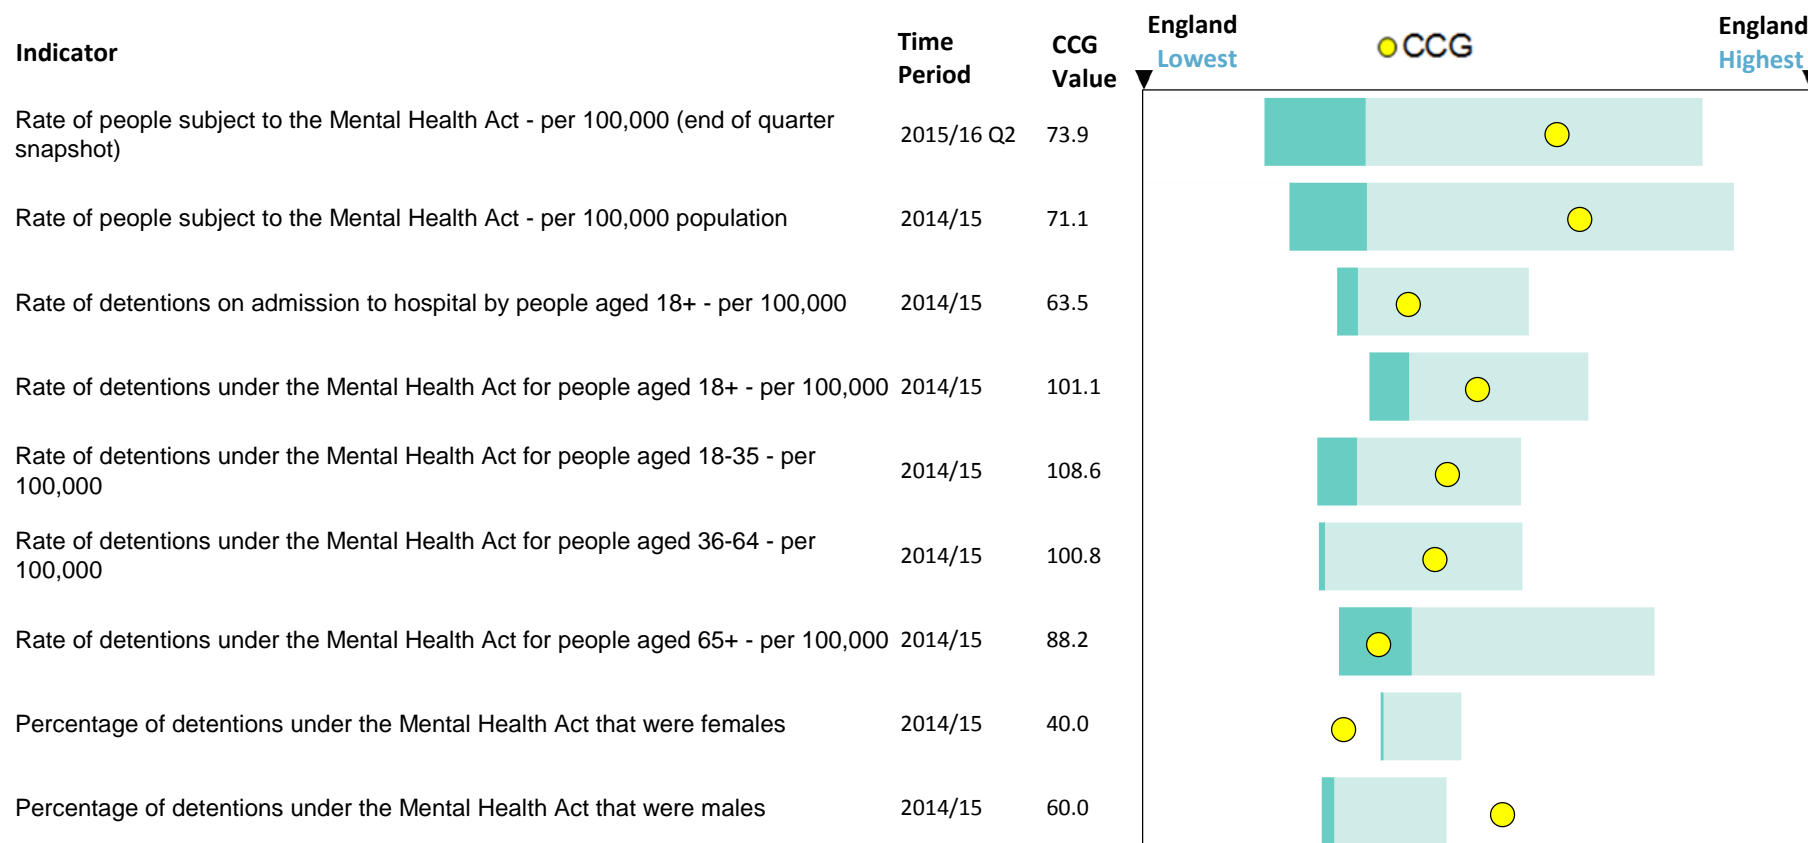 Indicator
Time Period
CCG Value
England Lowest
CCG
England Highest
Rate of people subject to the Mental Health Act - per 100,000 (end of quarter
snapshot)
2015/16 Q2 73.9
Rate of people subject to the Mental Health Act - per 100,000 population 2014/15 71.1
Rate of detentions on admission to hospital by people aged 18+ - per 100,000 2014/15 63.5
Rate of detentions under the Mental Health Act for people aged 18+ - per 100,000 2014/15 101.1
Rate of detentions under the Mental Health Act for people aged 18-35 - per
100,000
2014/15 108.6
Rate of detentions under the Mental Health Act for people aged 36-64 - per
100,000
2014/15 100.8
Rate of detentions under the Mental Health Act for people aged 65+ - per 100,000 2014/15 88.2
Percentage of detentions under the Mental Health Act that were females 2014/15 40.0
Percentage of detentions under the Mental Health Act that were males 2014/15 60.0